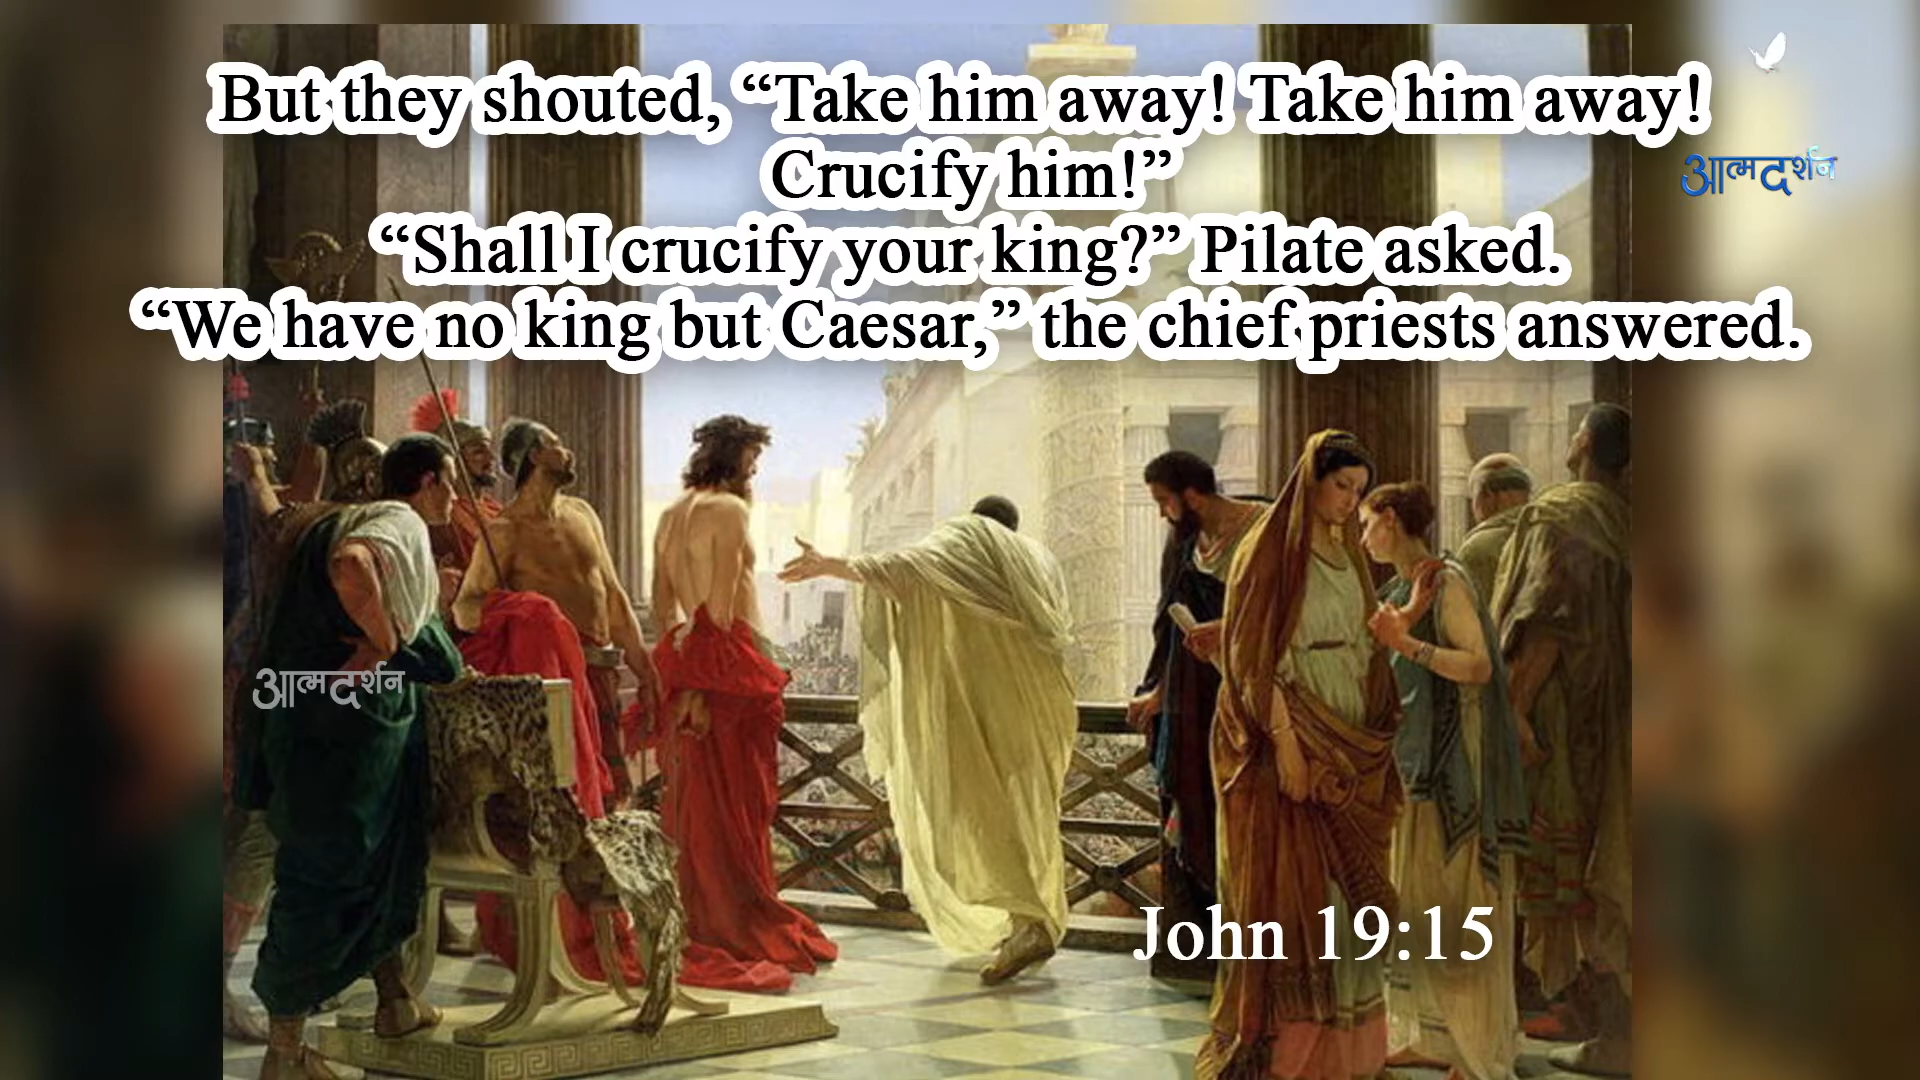 But they shouted, “Take him away! Take him away!
Crucify him!”
“Shall I crucify your king?” Pilate asked.
“We have no king but Caesar,” the chief priests answered.
आत्मदर्शन
आत्मदर्शन
John 19:15